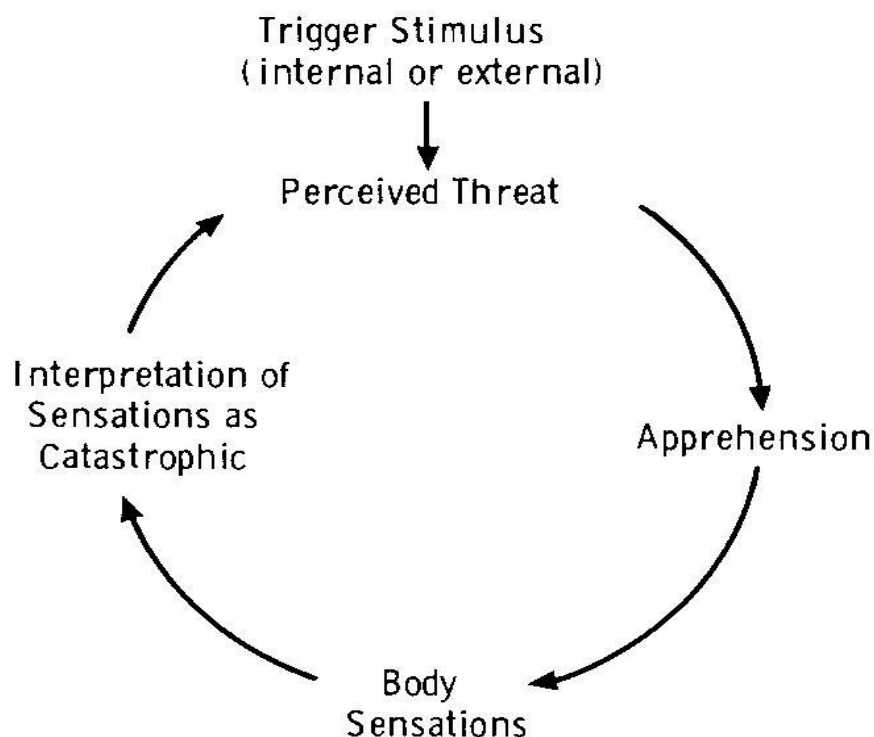 Trigger Stimulus
(internal or external)
Perceived Threat
Interpretation of
Sensations as
Catastrophic
Apprehension
Body
Sensations